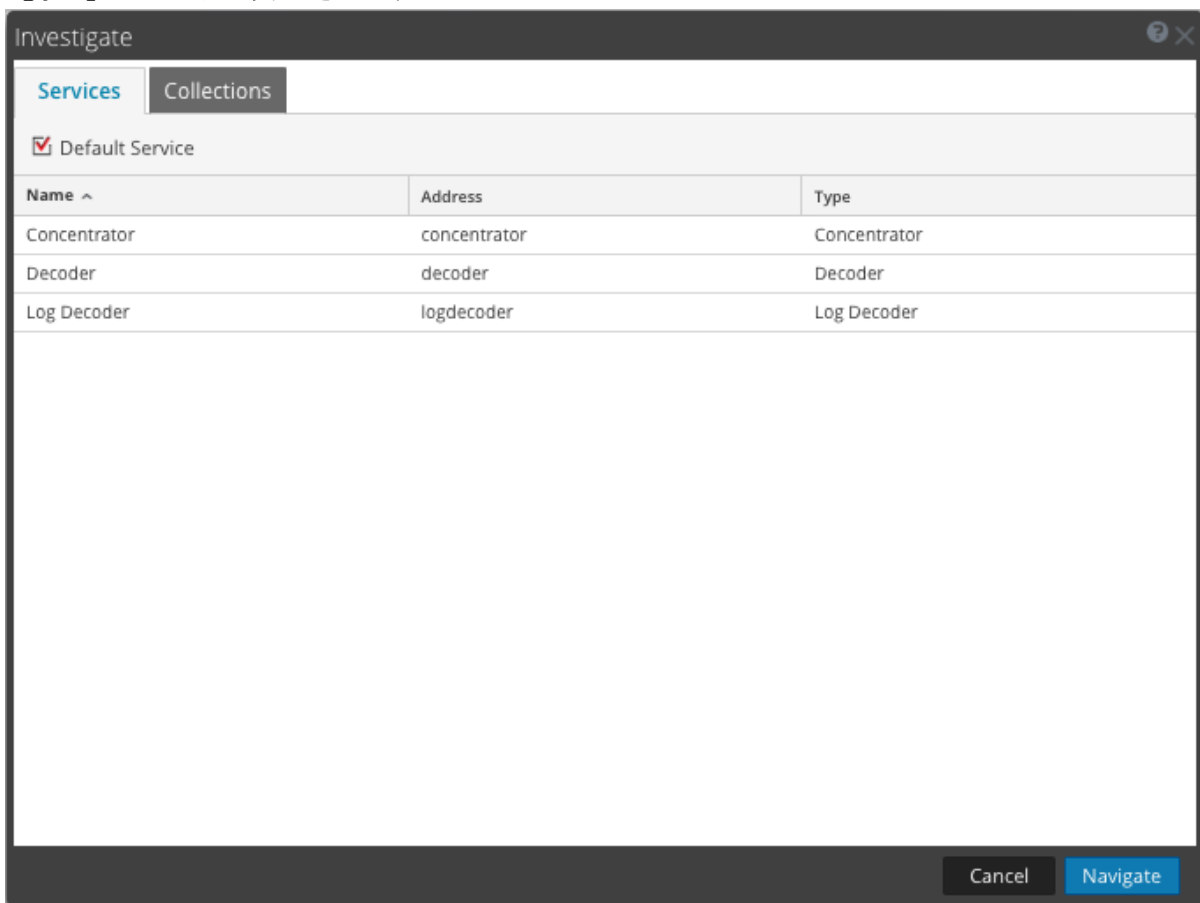 Investigate
Services Collections
Default Service
Name Address Type
Concentrator concentrator Concentrator
Decoder decoder Decoder
Log Decoder logdecoder Log Decoder
Cancel Navigate